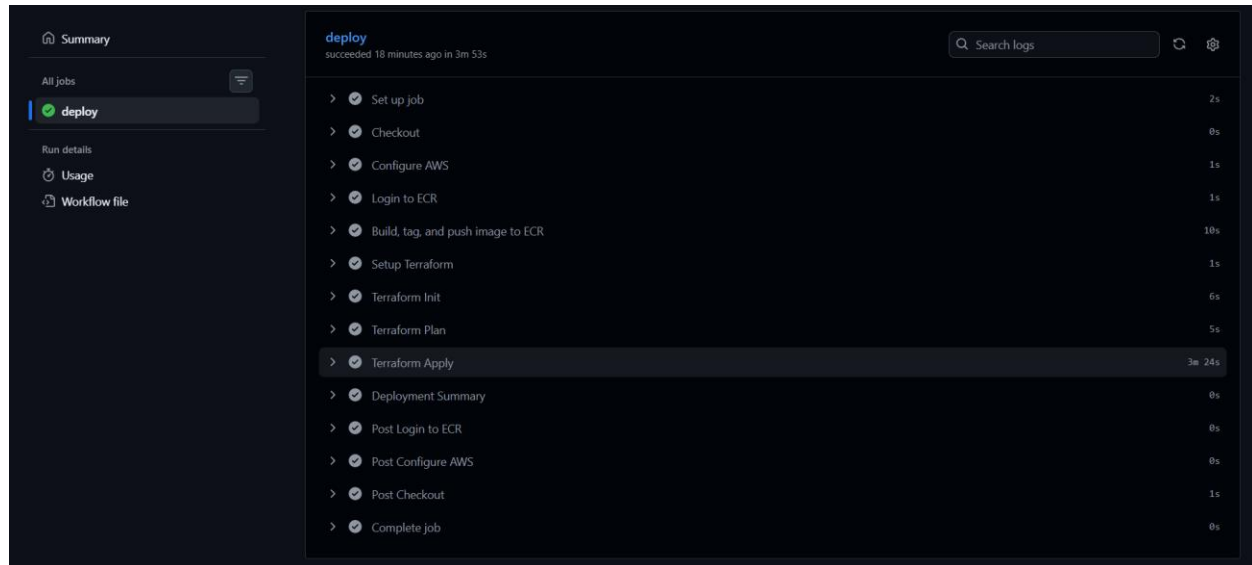 Summary
All jobs
deploy
Run details
Usage
Workflow file
deploy
succeeded 18 minutes ago in 3m 53s
Search logs
Set up job 2s
Checkout 0s
Configure AWS 1s
Login to ECR 1s
Build, tag, and push image to ECR 10s
Setup Terraform 1s
Terraform Init 6s
Terraform Plan 5s
Terraform Apply 3m 24s
Deployment Summary 0s
Post Login to ECR 0s
Post Configure AWS 0s
Post Checkout 1s
Complete job 0s